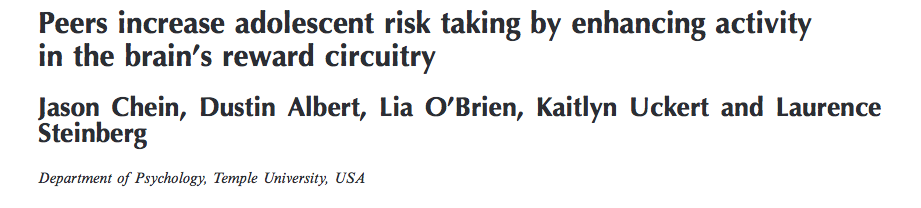 Peers increase adolescent risk taking by enhancing activity
in the brain’s reward circuitry
Jason Chein, Dustin Albert, Lia O’Brien, Kaitlyn Uckert and Laurence
Steinberg
Department of Psychology, Temple University, USA